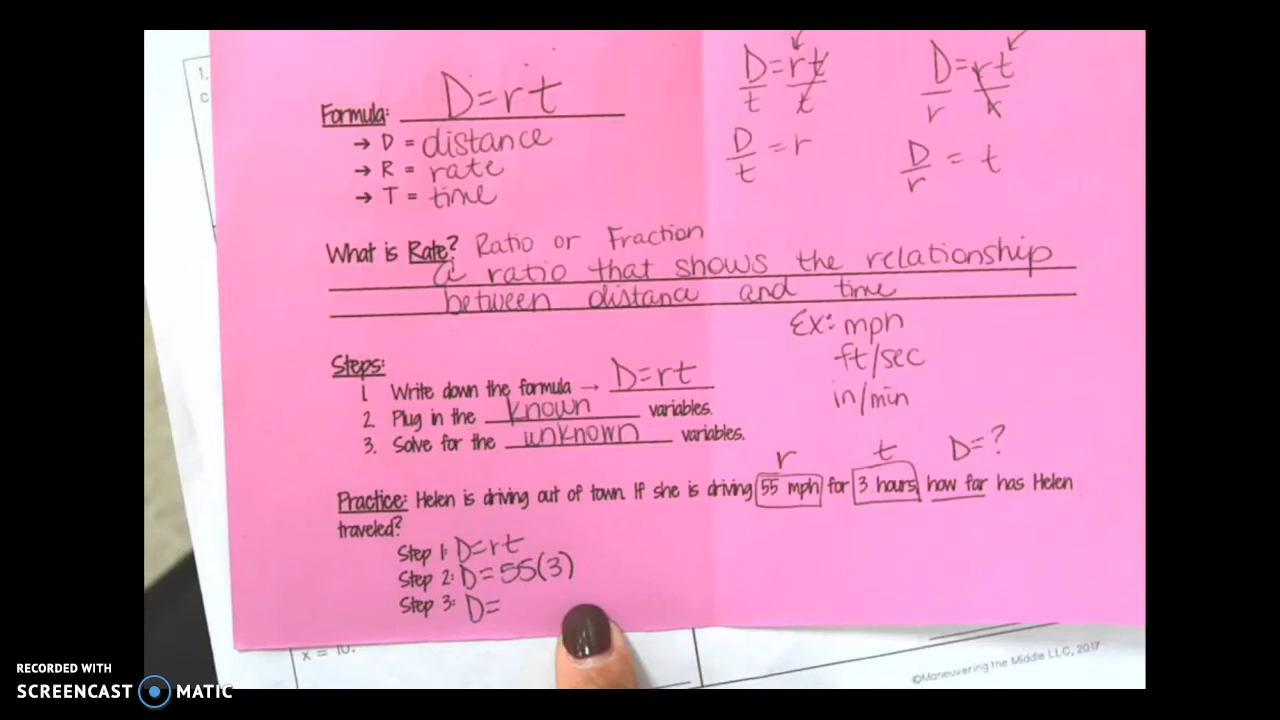 1.
c
Formula: D=rt
→ D = distance
→ R = rate
→ T = time
D=rt
t t
D/t = r
D=rt
r r
D/r = t
What is Rate? Ratio or Fraction
a ratio that shows the relationship
between distance and time
Ex: mph
ft/sec
in/min
Steps:
1. Write down the formula → D=rt
2. Plug in the known variables.
3. Solve for the unknown variables.
r t D=?
Practice: Helen is driving out of town. If she is driving 55 mph for 3 hours, how far has Helen
traveled?
Step 1: D=rt
Step 2: D=55(3)
Step 3: D=
x = 10.
©Maneuvering the Middle LLC, 2017
RECORDED WITH
SCREENCAST MATIC